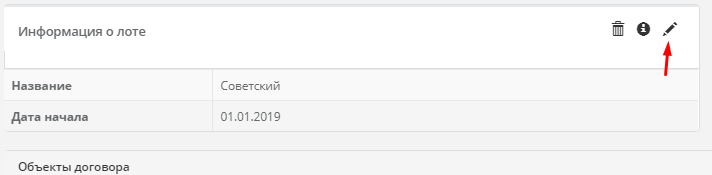 Информация о лоте
Название Советский
Дата начала 01.01.2019
Объекты договора